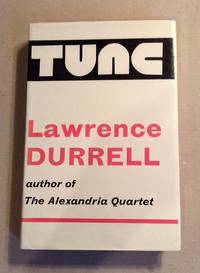 TUNC
Lawrence
DURRELL
author of
The Alexandria Quartet